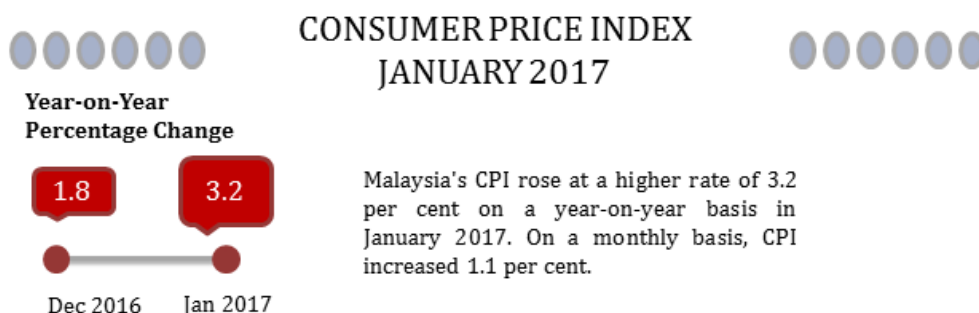 CONSUMER PRICE INDEX
JANUARY 2017
Year-on-Year
Percentage Change
1.8
3.2
Dec 2016
Jan 2017
Malaysia's CPI rose at a higher rate of 3.2
per cent on a year-on-year basis in
January 2017. On a monthly basis, CPI
increased 1.1 per cent.